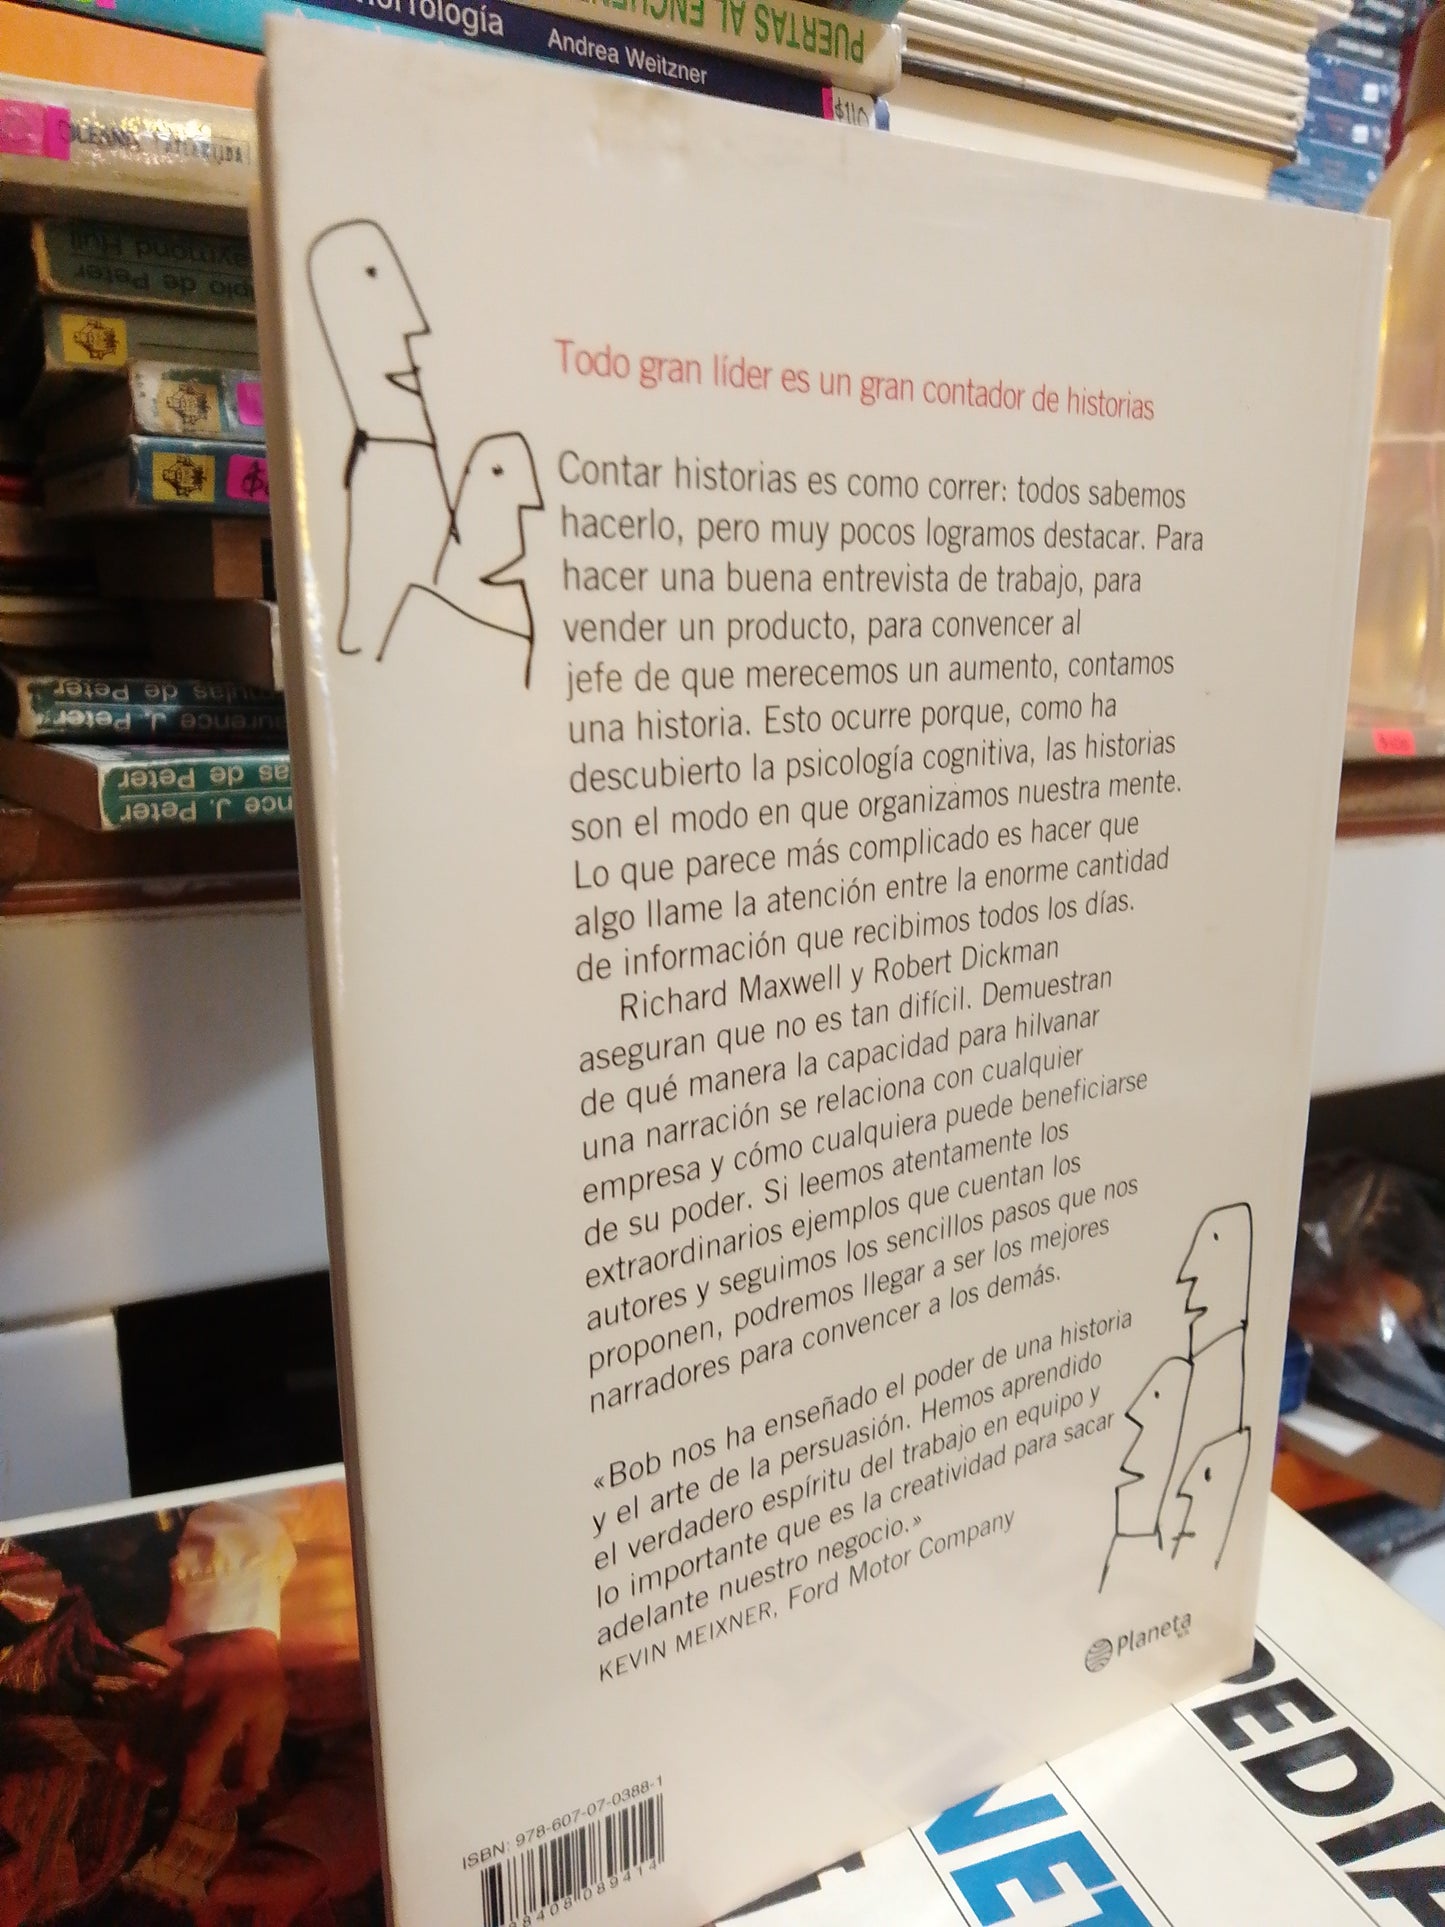 Andrea Weitzner
PUERTAS AL
$110
Todo gran líder es un gran contador de historias
Contar historias es como correr: todos sabemos
hacerlo, pero muy pocos logramos destacar. Para
hacer una buena entrevista de trabajo, para
vender un producto, para convencer al
jefe de que merecemos un aumento, contamos
una historia. Esto ocurre porque, como ha
descubierto la psicología cognitiva, las historias
son el modo en que organizamos nuestra mente.
Lo que parece más complicado es hacer que
algo llame la atención entre la enorme cantidad
de información que recibimos todos los días.
Richard Maxwell y Robert Dickman
aseguran que no es tan difícil. Demuestran
de qué manera la capacidad para hilvanar
una narración se relaciona con cualquier
empresa y cómo cualquiera puede beneficiarse
de su poder. Si leemos atentamente los
extraordinarios ejemplos que cuentan los
autores y seguimos los sencillos pasos que nos
proponen, podremos llegar a ser los mejores
narradores para convencer a los demás.
«Bob nos ha enseñado el poder de una historia
y el arte de la persuasión. Hemos aprendido
el verdadero espíritu del trabajo en equipo y
lo importante que es la creatividad para sacar
adelante nuestro negocio.»
KEVIN MEIXNER, Ford Motor Company
Planeta
ISBN: 978-607-07-0388-1
88408089414
de Peter
Raymond Hull
de Peter
Laurence J. Peter
de Peter
J. Peter